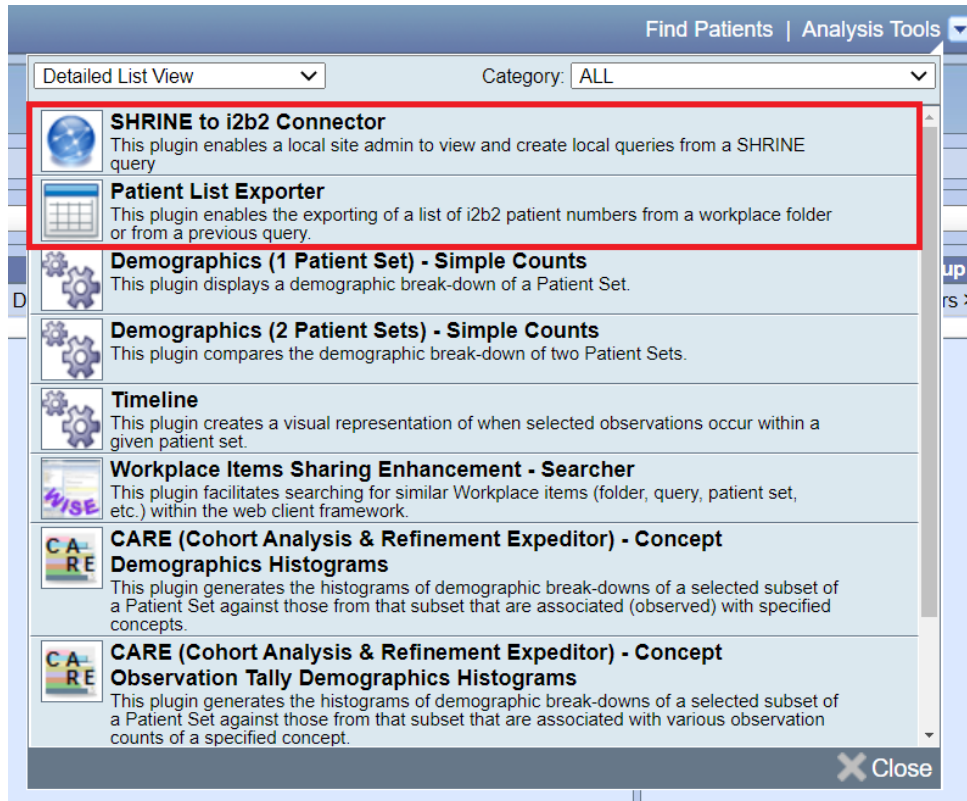 Find Patients | Analysis Tools
Detailed List View
Category: ALL
SHRINE to i2b2 Connector
This plugin enables a local site admin to view and create local queries from a SHRINE
query
Patient List Exporter
This plugin enables the exporting of a list of i2b2 patient numbers from a workplace folder
or from a previous query.
Demographics (1 Patient Set) - Simple Counts
This plugin displays a demographic break-down of a Patient Set.
Demographics (2 Patient Sets) - Simple Counts
This plugin compares the demographic break-down of two Patient Sets.
Timeline
This plugin creates a visual representation of when selected observations occur within a
given patient set.
WISE
Workplace Items Sharing Enhancement - Searcher
This plugin facilitates searching for similar Workplace items (folder, query, patient set,
etc.) within the web client framework.
CA
RE
CARE (Cohort Analysis & Refinement Expeditor) - Concept
Demographics Histograms
This plugin generates the histograms of demographic break-downs of a selected subset of
a Patient Set against those from that subset that are associated (observed) with specified
concepts.
CA
RE
CARE (Cohort Analysis & Refinement Expeditor) - Concept
Observation Tally Demographics Histograms
This plugin generates the histograms of demographic break-downs of a selected subset of
a Patient Set against those from that subset that are associated with various observation
counts of a specified concept.
Close
D
up
rs